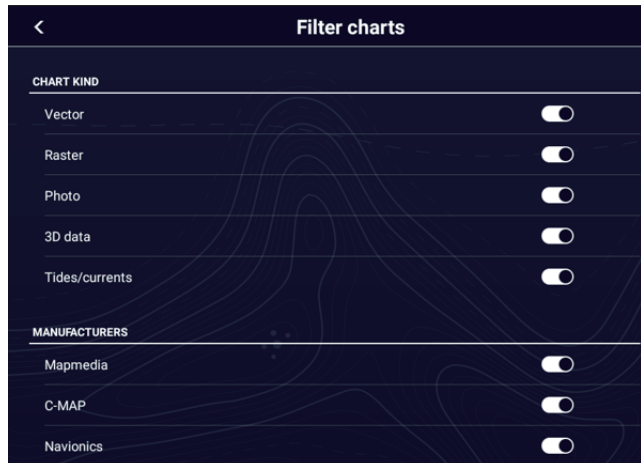 Filter charts
CHART KIND
Vector
Raster
Photo
3D data
Tides/currents
MANUFACTURERS
Mapmedia
C-MAP
Navionics